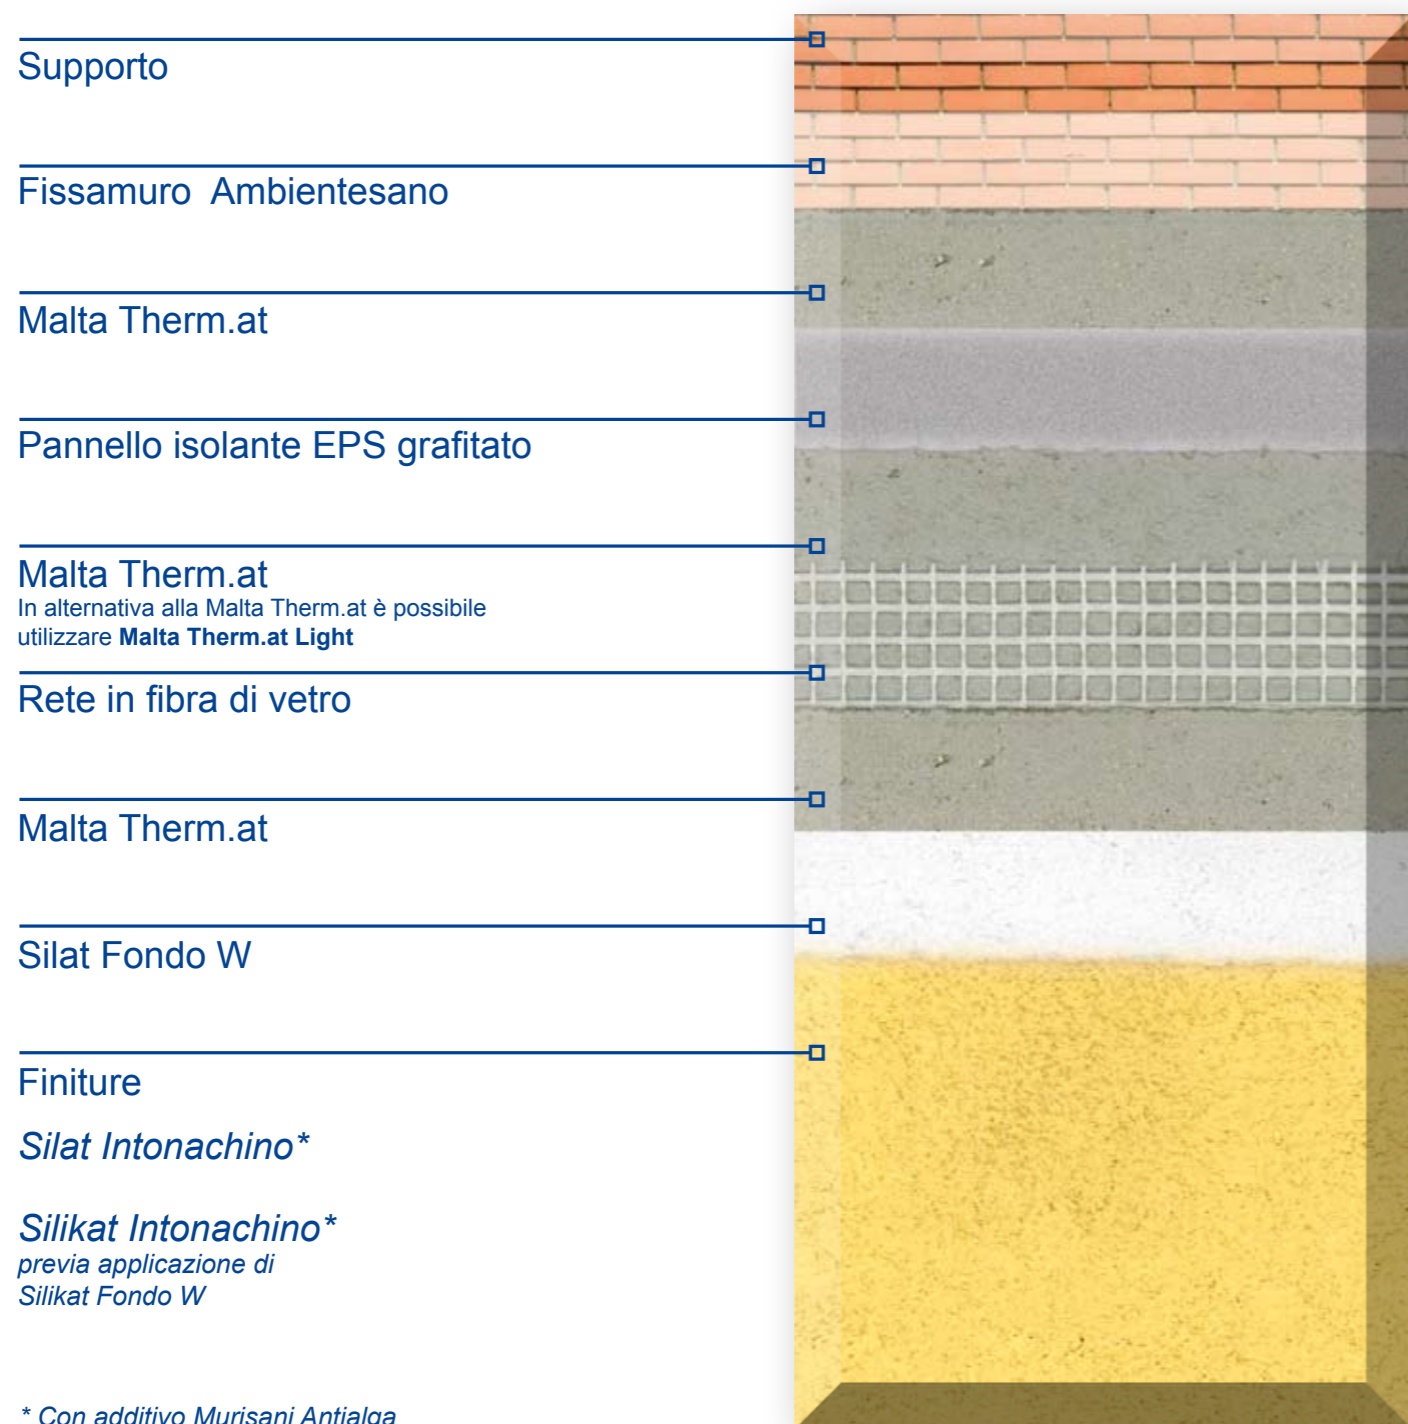 Supporto
Fissamuro  Ambientesano
Malta Therm.at
Pannello isolante EPS grafitato
Malta Therm.at
In alternativa alla Malta Therm.at è possibile
utilizzare Malta Therm.at Light
Rete in fibra di vetro
Malta Therm.at
Silat Fondo W
Finiture
Silat Intonachino*
Silikat Intonachino*
previa applicazione di
Silikat Fondo W
* Con additivo Murisani Antialga